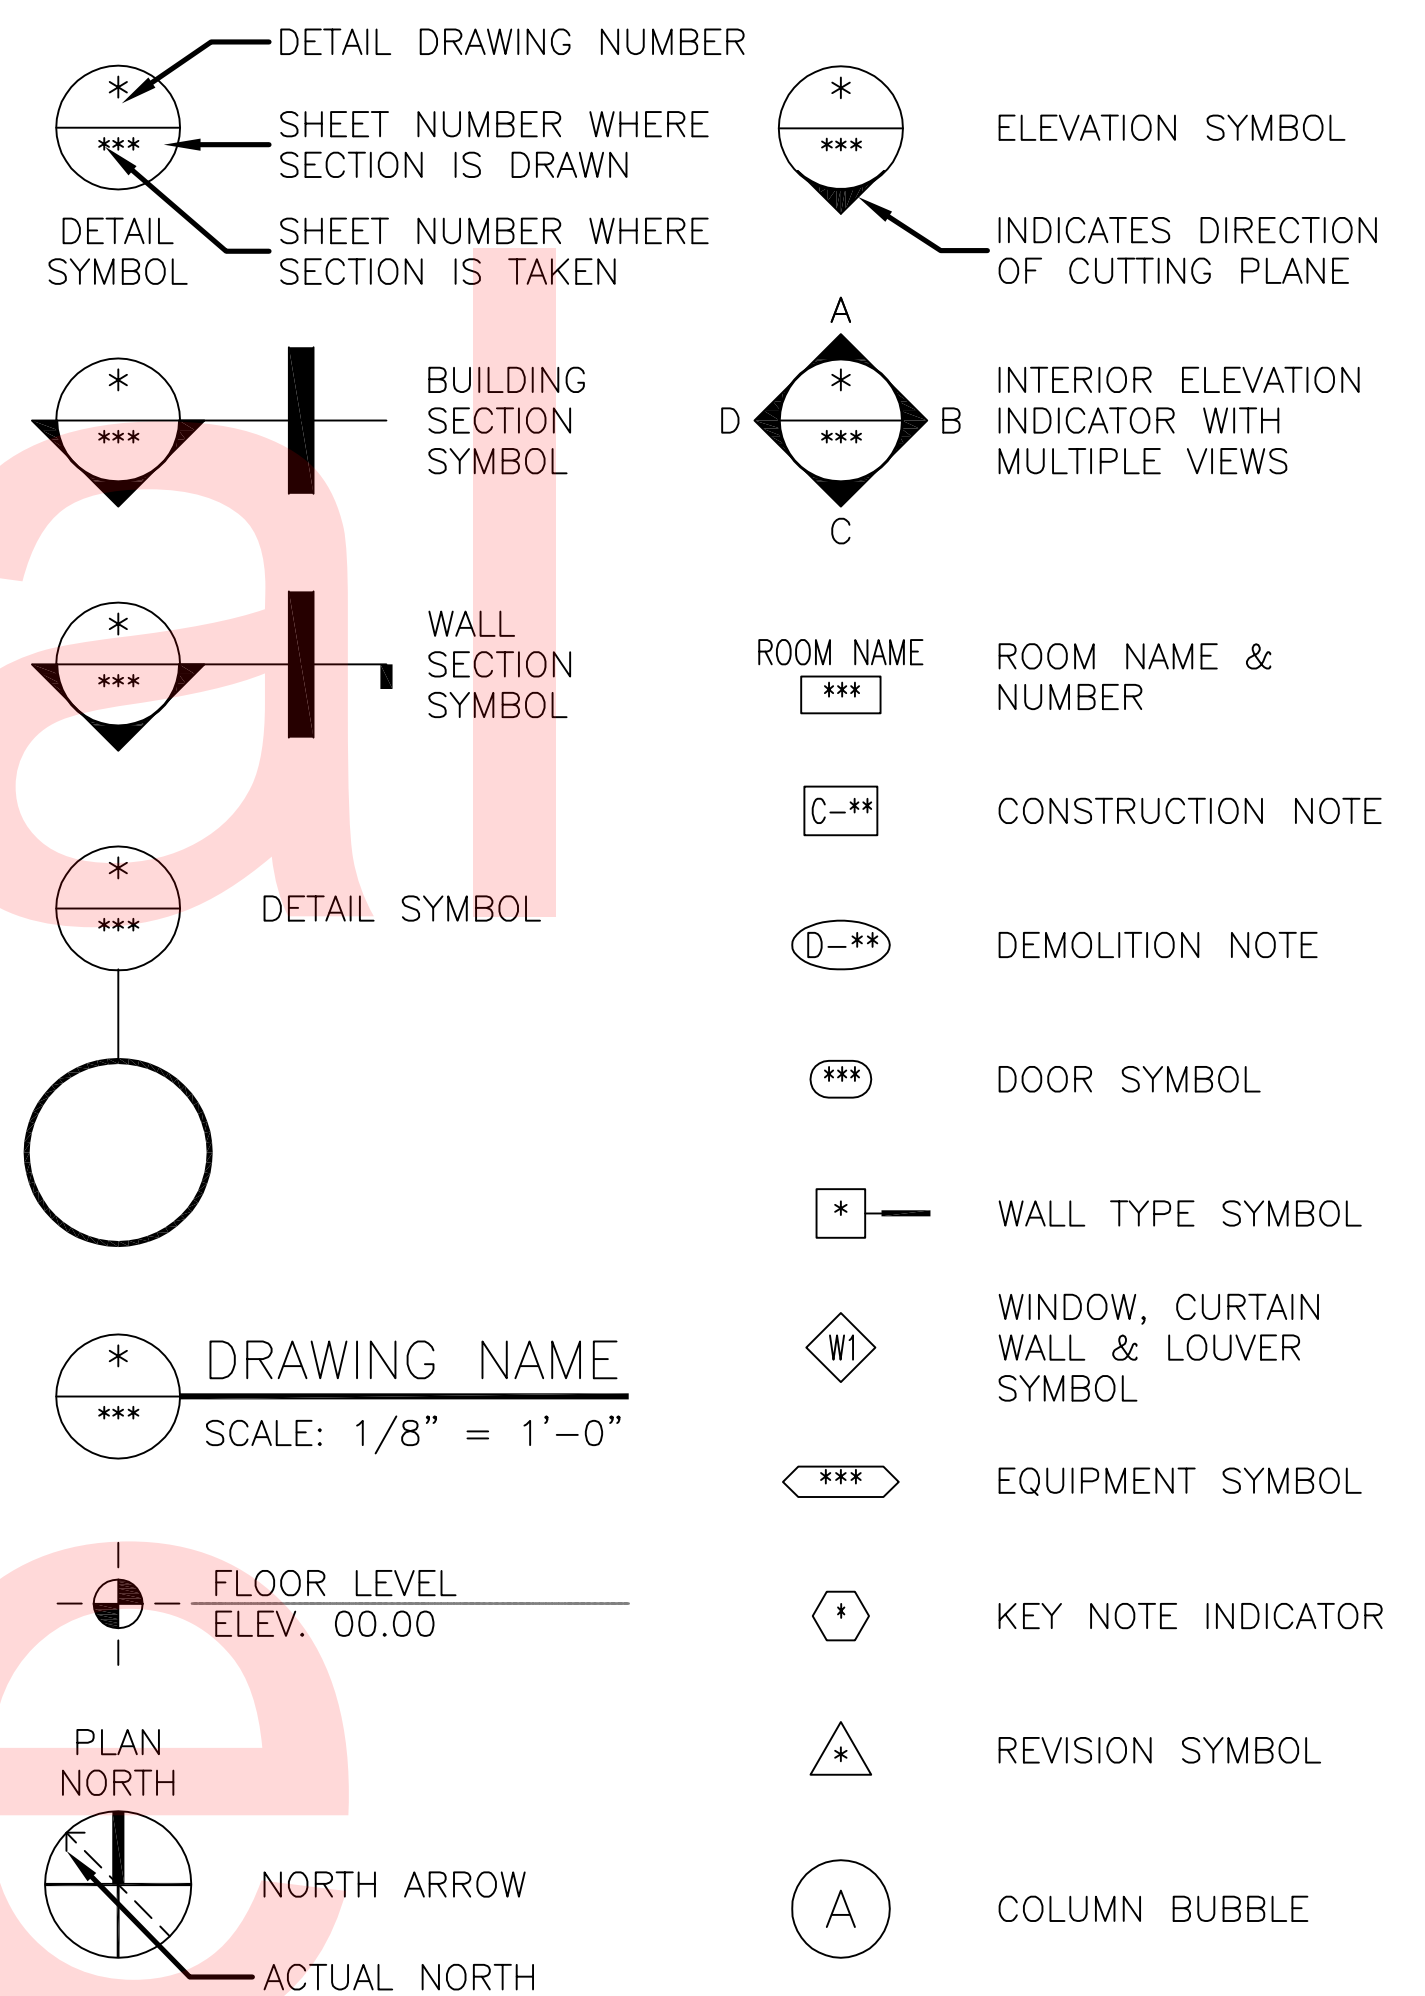 DETAIL DRAWING NUMBER
*
***
SHEET NUMBER WHERE
SECTION IS DRAWN
SHEET NUMBER WHERE
SECTION IS TAKEN
DETAIL
SYMBOL
*
***
BUILDING
SECTION
SYMBOL
*
***
WALL
SECTION
SYMBOL
*
***
DETAIL SYMBOL
*
***
DRAWING NAME
SCALE: 1/8" = 1'-0"
FLOOR LEVEL
ELEV. 00.00
PLAN
NORTH
NORTH ARROW
ACTUAL NORTH
*
***
ELEVATION SYMBOL
INDICATES DIRECTION
OF CUTTING PLANE
A
D
*
***
B
C
INTERIOR ELEVATION
INDICATOR WITH
MULTIPLE VIEWS
ROOM NAME
***
ROOM NAME &
NUMBER
C-**
CONSTRUCTION NOTE
D-**
DEMOLITION NOTE
***
DOOR SYMBOL
*
WALL TYPE SYMBOL
W1
WINDOW, CURTAIN
WALL & LOUVER
SYMBOL
***
EQUIPMENT SYMBOL
*
KEY NOTE INDICATOR
*
REVISION SYMBOL
A
COLUMN BUBBLE
al
e